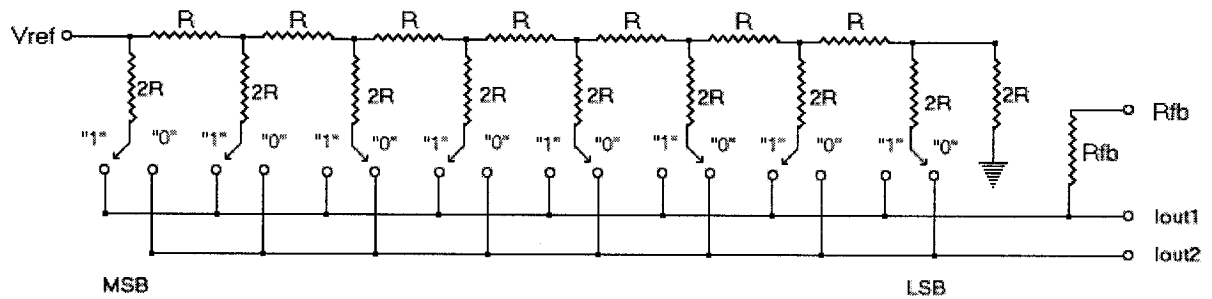 R R R R R R R
Vref
2R 2R 2R 2R 2R 2R 2R 2R 2R
Rfb
"1" "0" "1" "0" "1" "0" "1" "0" "1" "0" "1" "0" "1" "0" "1" "0"
Rfb
Iout1
Iout2
MSB LSB